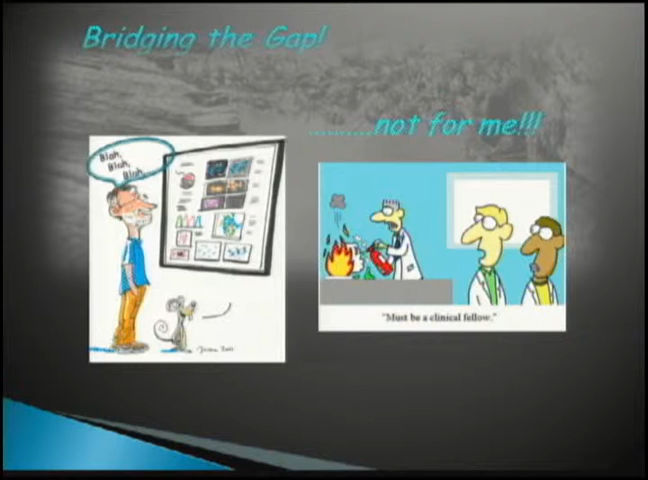 Bridging the Gap!
..........not for me!!!
Blah,
Blah,
Blah
"Must be a clinical fellow."